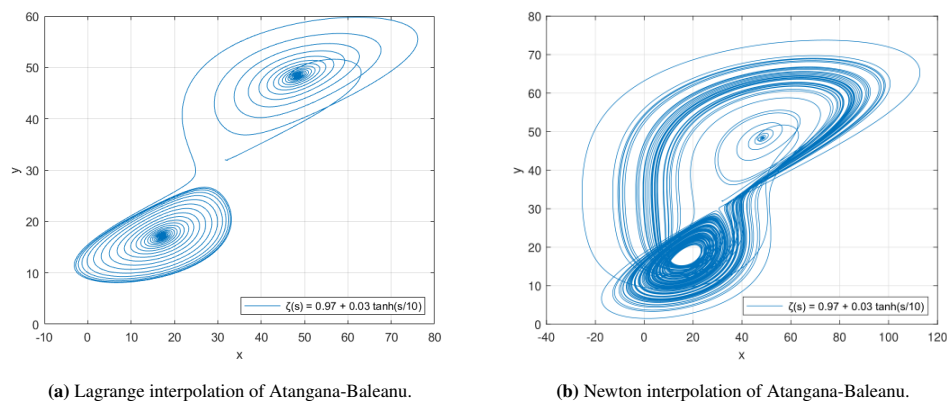 60
50
40
30
20
10
0
y
-10 0 10 20 30 40 50 60 70 80
x
ζ(s) = 0.97 + 0.03 tanh(s/10)
(a) Lagrange interpolation of Atangana-Baleanu.
80
70
60
50
40
30
20
10
0
y
-40 -20 0 20 40 60 80 100 120
x
ζ(s) = 0.97 + 0.03 tanh(s/10)
(b) Newton interpolation of Atangana-Baleanu.